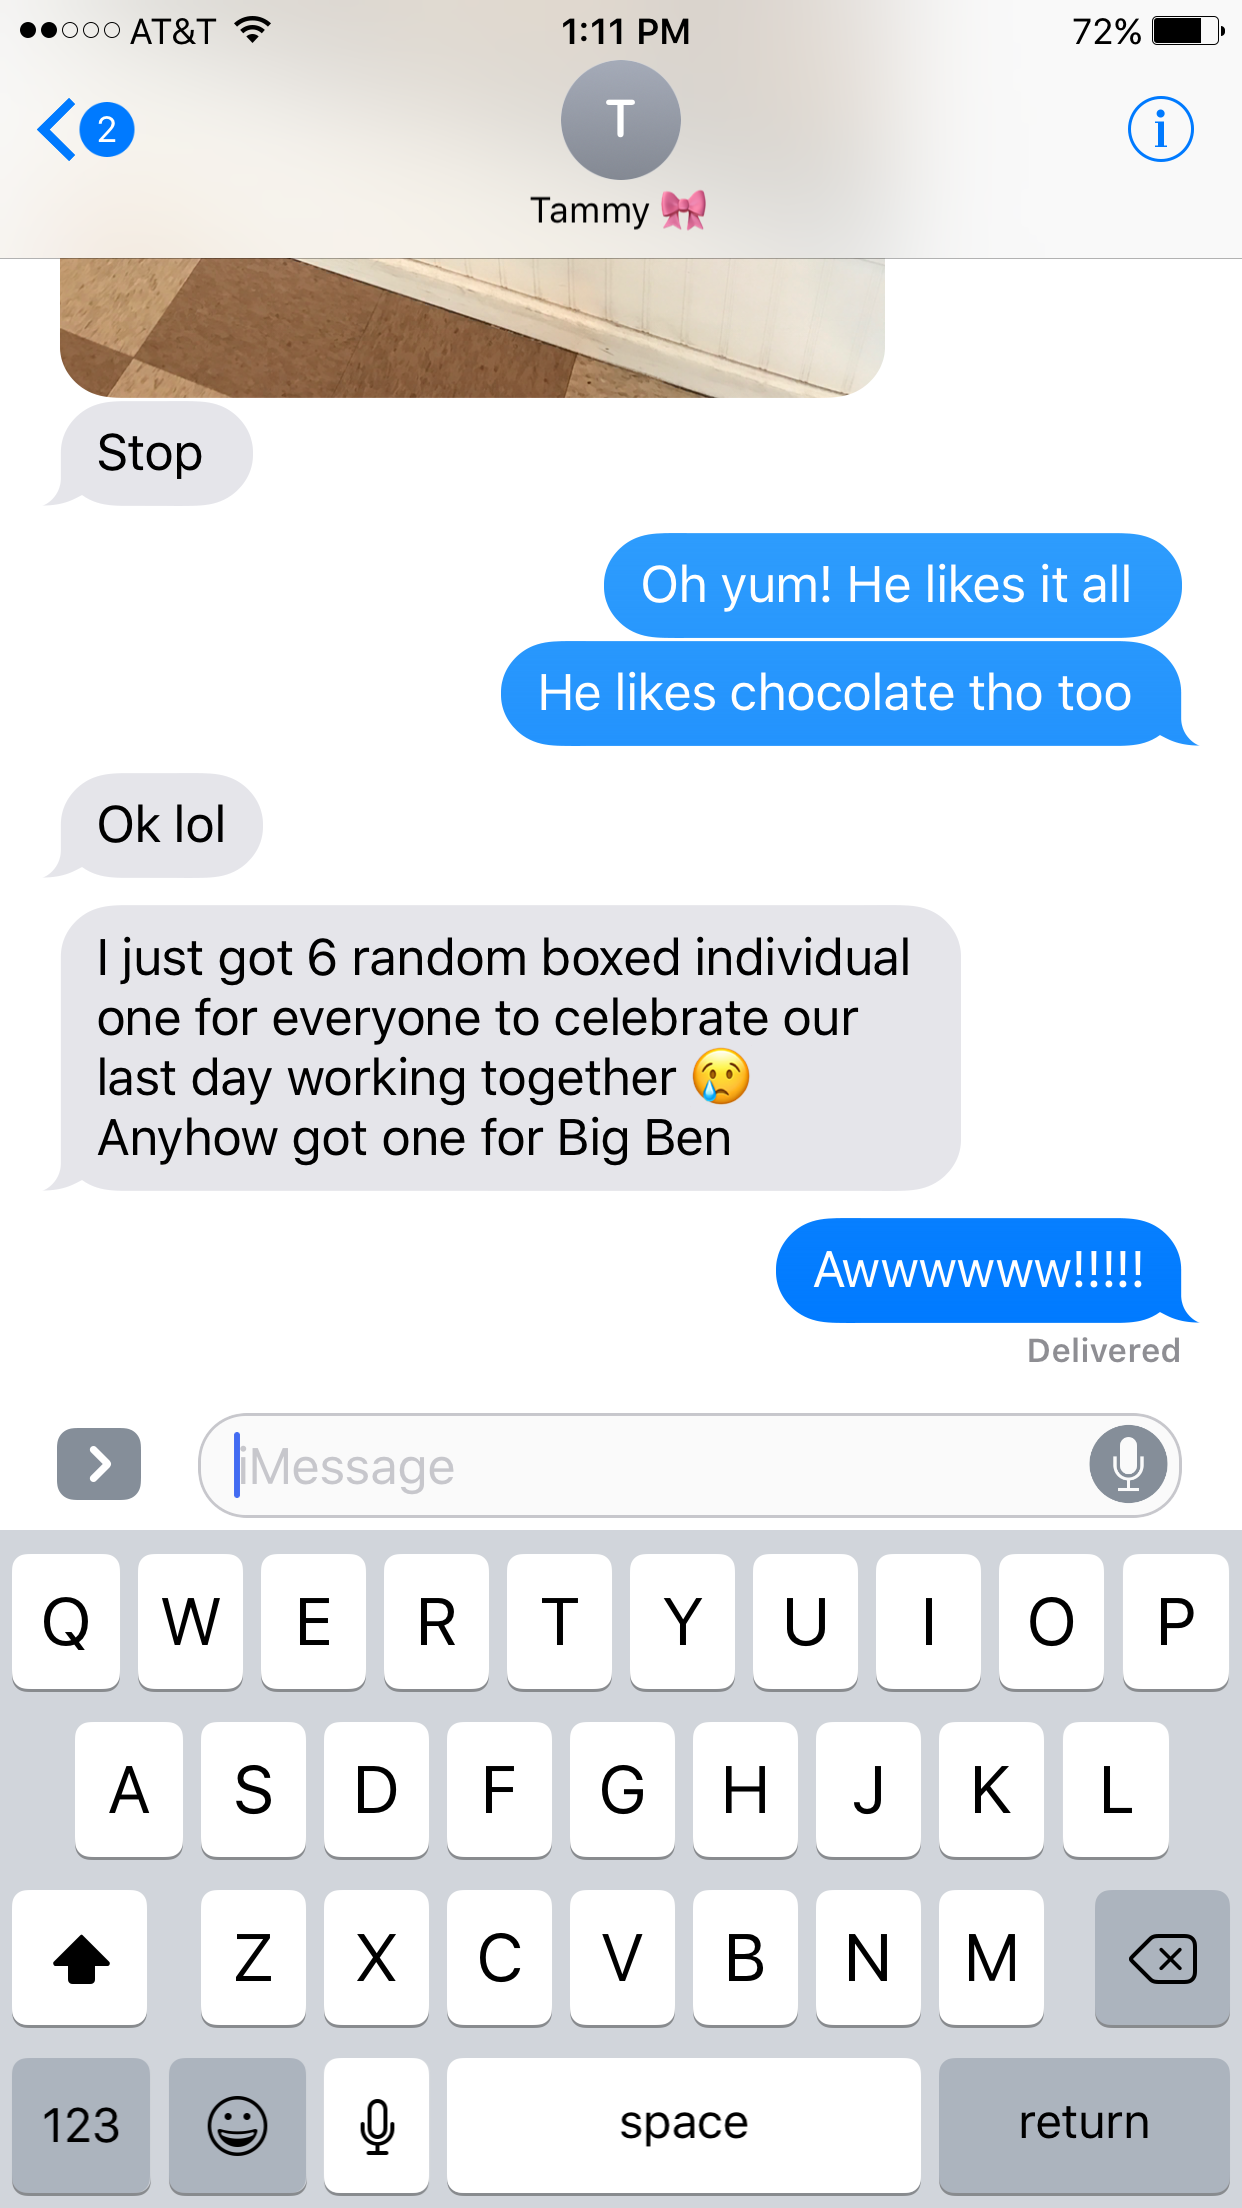 AT&T 1:11 PM 72%
2
T
i
Tammy 🎀
Stop
Oh yum! He likes it all
He likes chocolate tho too
Ok lol
I just got 6 random boxed individual
one for everyone to celebrate our
last day working together 😢
Anyhow got one for Big Ben
Awwwwww!!!!!
Delivered
iMessage
Q W E R T Y U I O P
A S D F G H J K L
Z X C V B N M
123 space return